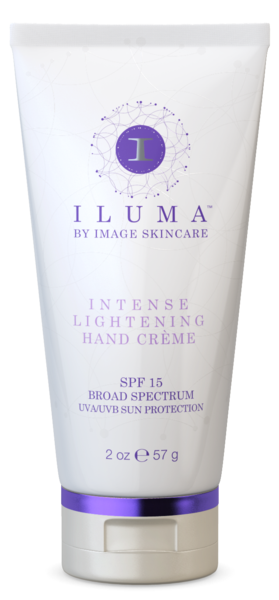 I
ILUMA™
BY IMAGE SKINCARE
INTENSE
LIGHTENING
HAND CRÈME
SPF 15
BROAD SPECTRUM
UVA/UVB SUN PROTECTION
2 oz ℮ 57 g